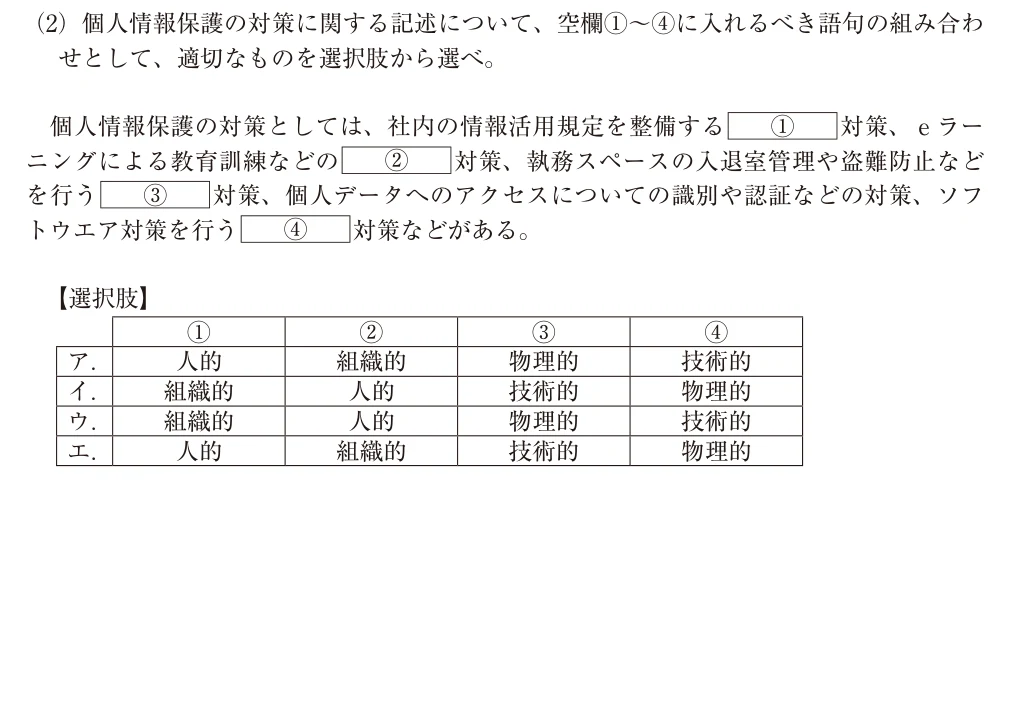 (2) 個人情報保護の対策に関する記述について、空欄①～④に入れるべき語句の組み合わ
せとして、適切なものを選択肢から選べ。
個人情報保護の対策としては、社内の情報活用規定を整備する ① 対策、eラー
ニングによる教育訓練などの ② 対策、執務スペースの入退室管理や盗難防止など
を行う ③ 対策、個人データへのアクセスについての識別や認証などの対策、ソフ
トウエア対策を行う ④ 対策などがある。
【選択肢】
① ② ③ ④
ア. 人的 組織的 物理的 技術的
イ. 組織的 人的 技術的 物理的
ウ. 組織的 人的 物理的 技術的
エ. 人的 組織的 技術的 物理的